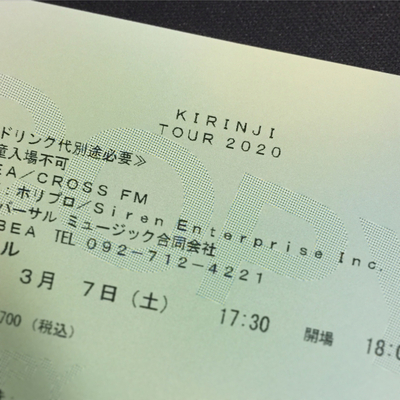 KIRINJI
TOUR 2020
ドリンク代別途必要≫
童入場不可
EA/CROSS FM
:ホリプロ/Siren Enterprise Inc.
バーサル ミュージック合同会社
BEA TEL 092-712-4221
ル
3月 7日(土) 17:30 開場 18:0
700(税込)